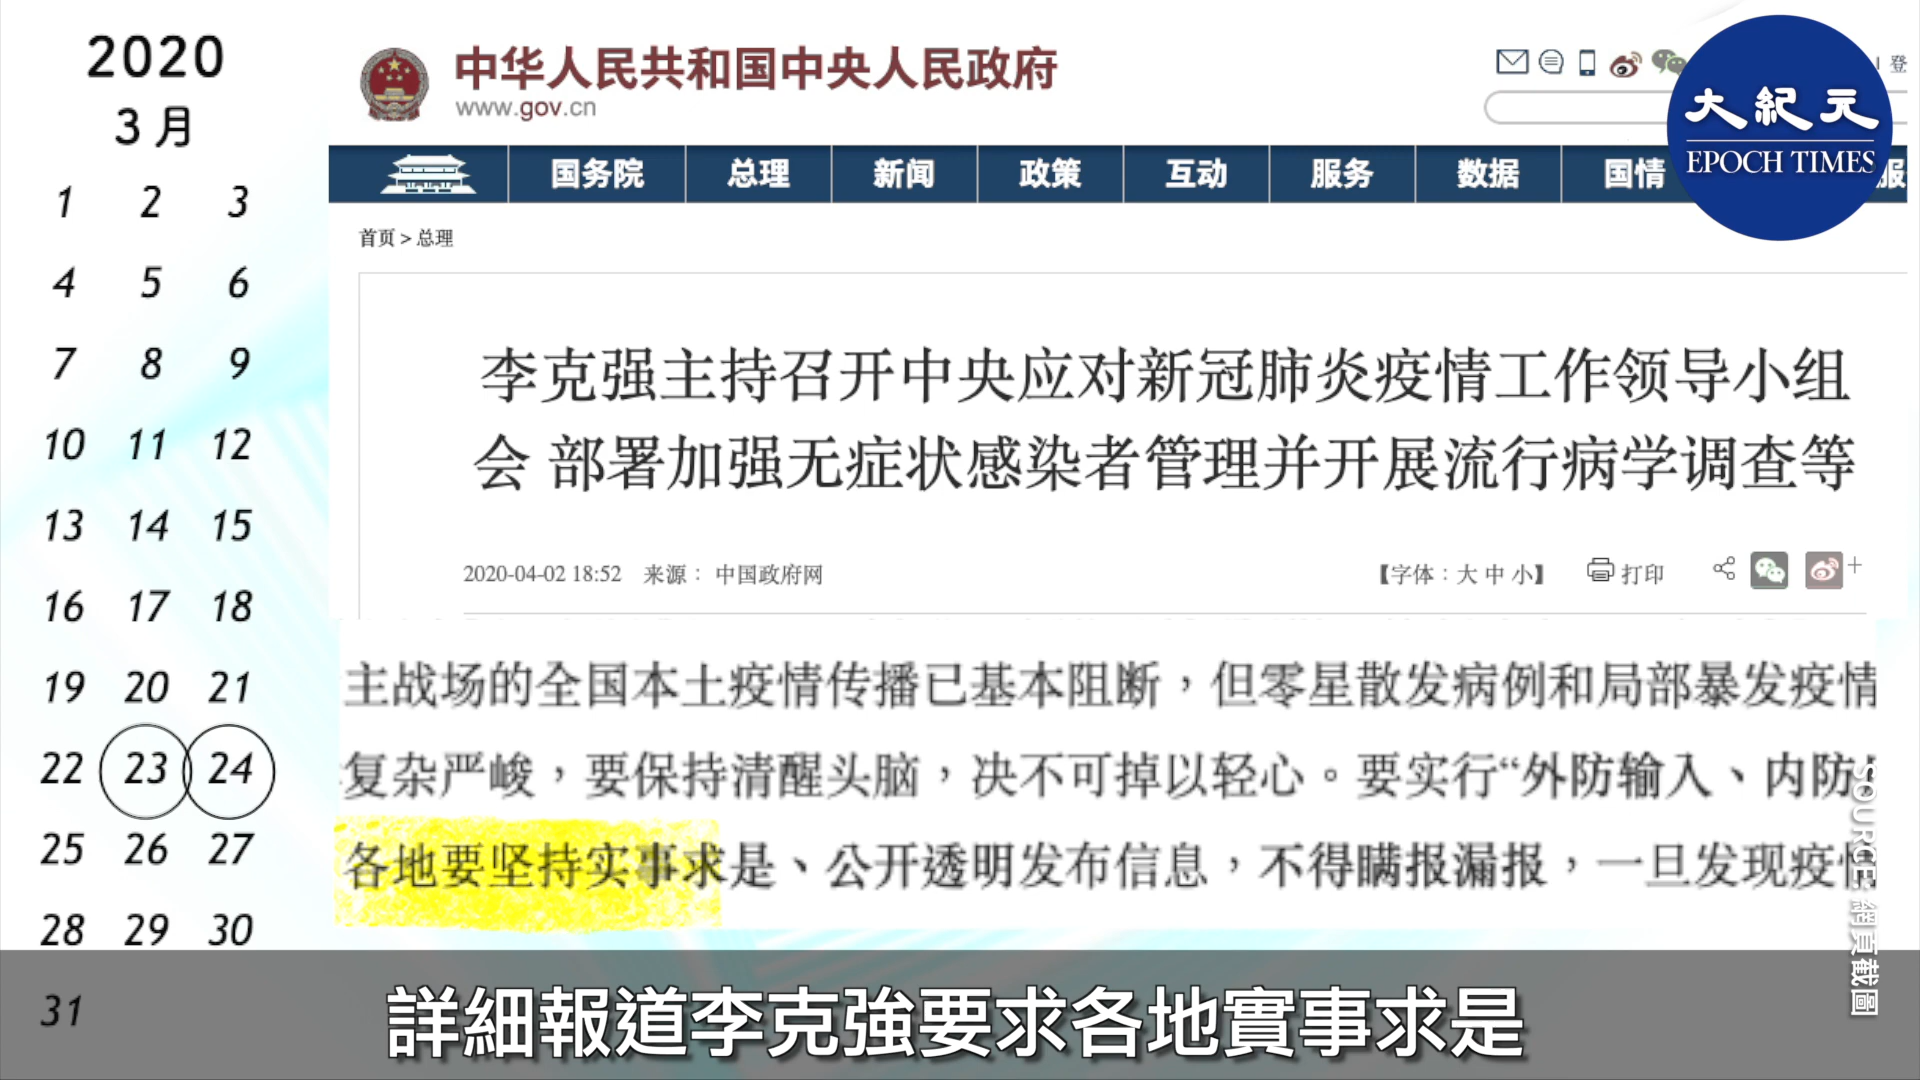 2020
3月
1 2 3
4 5 6
7 8 9
10 11 12
13 14 15
16 17 18
19 20 21
22 23 24
25 26 27
28 29 30
31
中华人民共和国中央人民政府
www.gov.cn
登
大紀元
EPOCH TIMES
国务院 总理 新闻 政策 互动 服务 数据 国情 服
首页 > 总理
李克强主持召开中央应对新冠肺炎疫情工作领导小组
会 部署加强无症状感染者管理并开展流行病学调查等
2020-04-02 18:52 来源： 中国政府网 【字体：大 中 小】 打印
主战场的全国本土疫情传播已基本阻断，但零星散发病例和局部暴发疫情
复杂严峻，要保持清醒头脑，决不可掉以轻心。要实行“外防输入、内防
各地要坚持实事求是、公开透明发布信息，不得瞒报漏报，一旦发现疫情
SOURCE:網頁截圖
詳細報道李克強要求各地實事求是